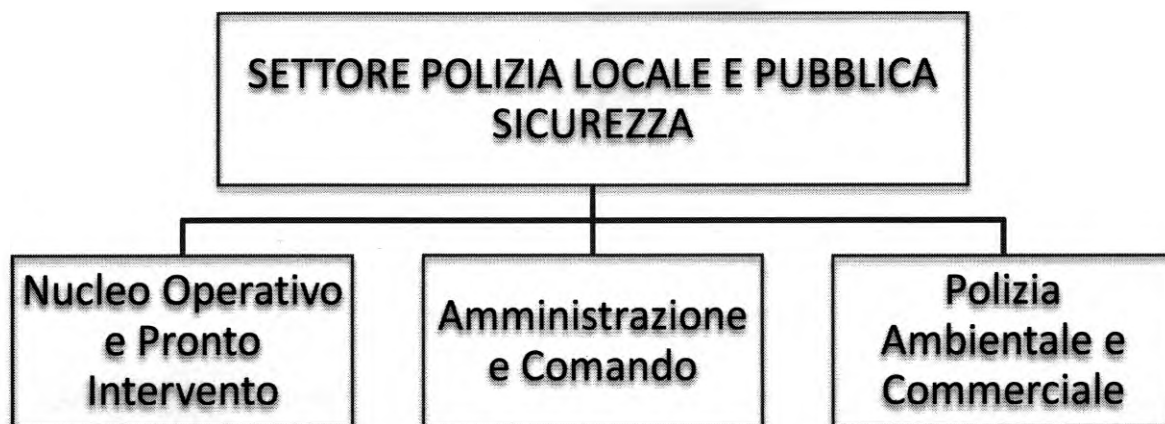 SETTORE POLIZIA LOCALE E PUBBLICA
SICUREZZA
Nucleo Operativo
e Pronto
Intervento
Amministrazione
e Comando
Polizia
Ambientale e
Commerciale